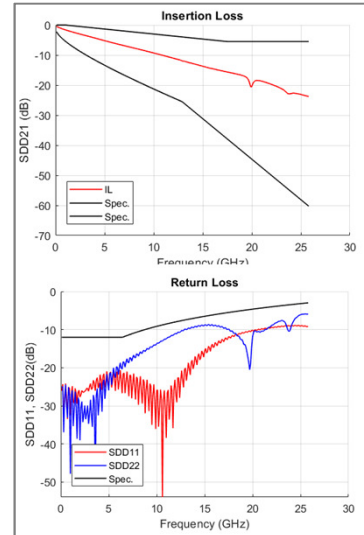 Insertion Loss
0
-10
-20
-30
-40
-50
-60
-70
SDD21 (dB)
IL
Spec.
Spec.
0 5 10 15 20 25 30
Frequency (GHz)
Return Loss
0
-10
-20
-30
-40
-50
SDD11, SDD22(dB)
SDD11
SDD22
Spec.
0 5 10 15 20 25 30
Frequency (GHz)